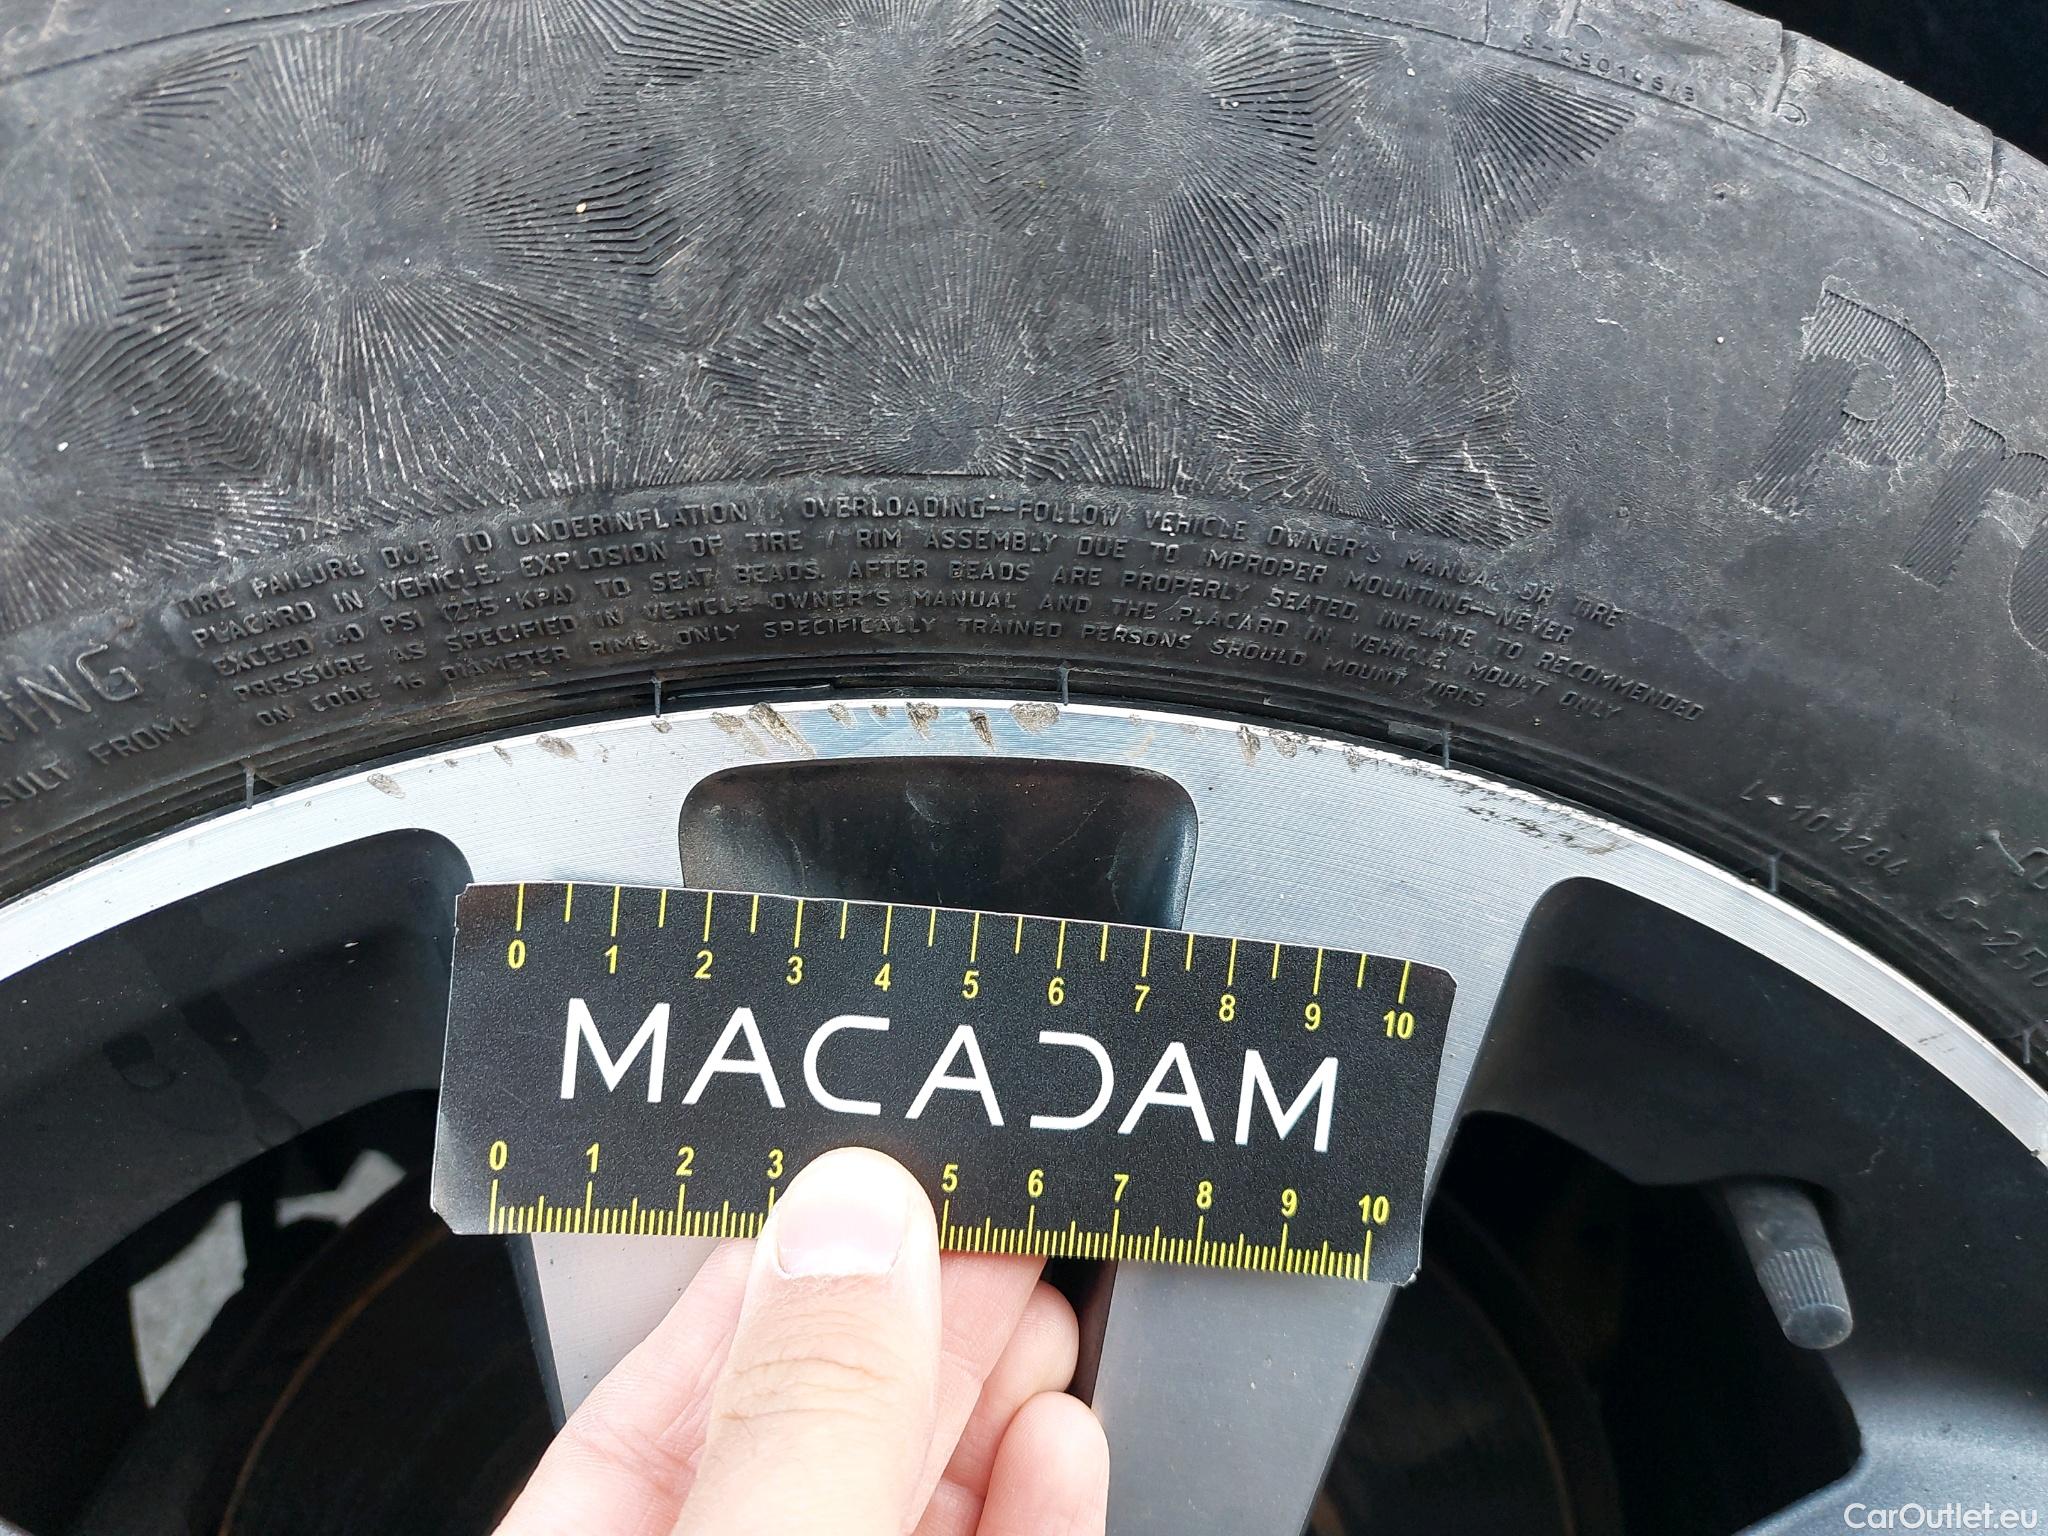 S-290146/3
Pr
TIRE FAILURE DUE TO UNDERINFLATION / OVERLOADING--FOLLOW VEHICLE OWNER'S MANUAL OR TIRE
PLACARD IN VEHICLE. EXPLOSION OF TIRE / RIM ASSEMBLY DUE TO IMPROPER MOUNTING--NEVER
EXCEED 40 PSI (275 KPA) TO SEAT BEADS. AFTER BEADS ARE PROPERLY SEATED, INFLATE TO RECOMMENDED
PRESSURE AS SPECIFIED IN VEHICLE OWNER'S MANUAL AND THE PLACARD IN VEHICLE. MOUNT ONLY
ON CODE 16 DIAMETER RIMS. ONLY SPECIFICALLY TRAINED PERSONS SHOULD MOUNT TIRES.
NING
SULT FROM:
L-101284
0 1 2 3 4 5 6 7 8 9 10
MACADAM
0 1 2 3 5 6 7 8 9 10
CarOutlet.eu